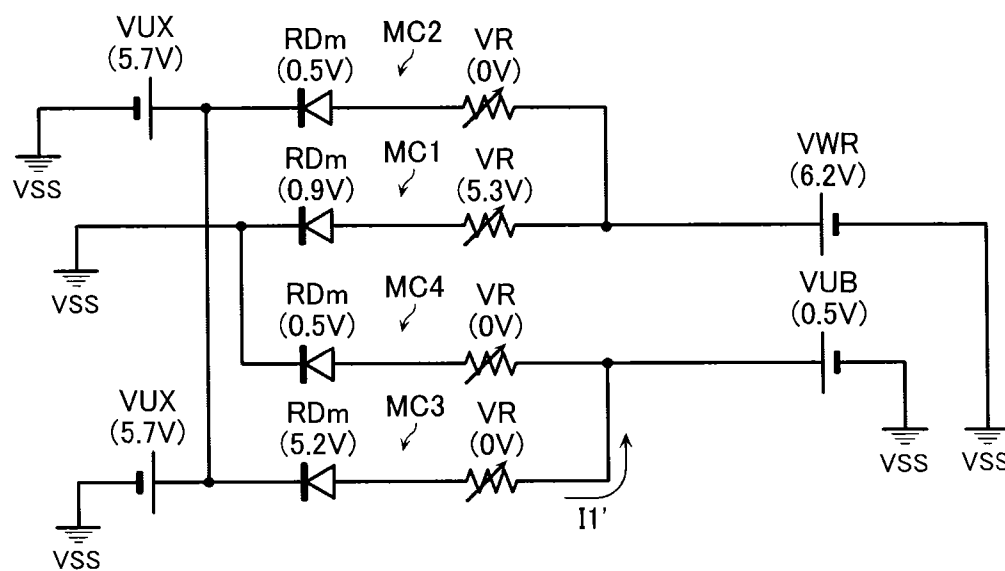 VUX
(5.7V)
RDm
(0.5V)
MC2
VR
(0V)
VSS
RDm
(0.9V)
MC1
VR
(5.3V)
VWR
(6.2V)
VSS
RDm
(0.5V)
MC4
VR
(0V)
VUB
(0.5V)
VUX
(5.7V)
RDm
(5.2V)
MC3
VR
(0V)
VSS
VSS
I1'
VSS